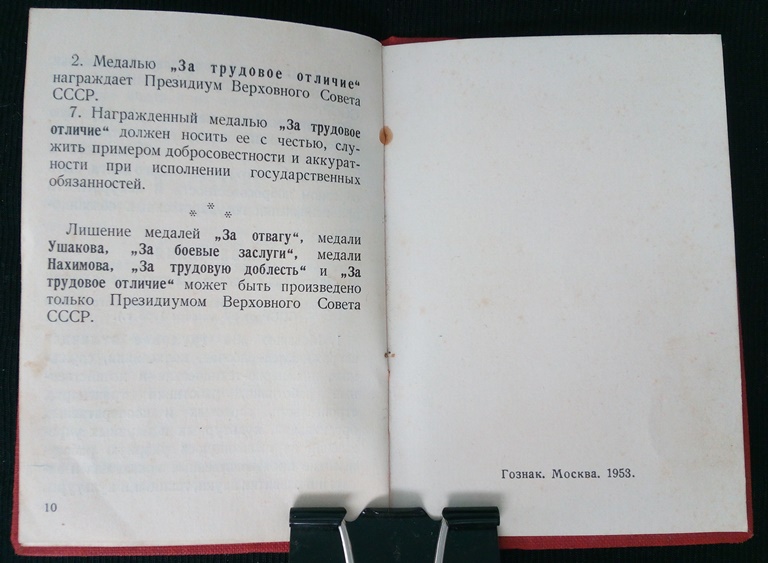 2. Медалью „За трудовое отличие“
награждает Президиум Верховного Совета
СССР.
7. Награжденный медалью „За трудовое
отличие“ должен носить ее с честью, слу-
жить примером добросовестности и аккурат-
ности при исполнении государственных
обязанностей.
* * *
Лишение медалей „За отвагу“, медали
Ушакова, „За боевые заслуги“, медали
Нахимова, „За трудовую доблесть“ и „За
трудовое отличие“ может быть произведено
только Президиумом Верховного Совета
СССР.
10
Гознак. Москва. 1953.